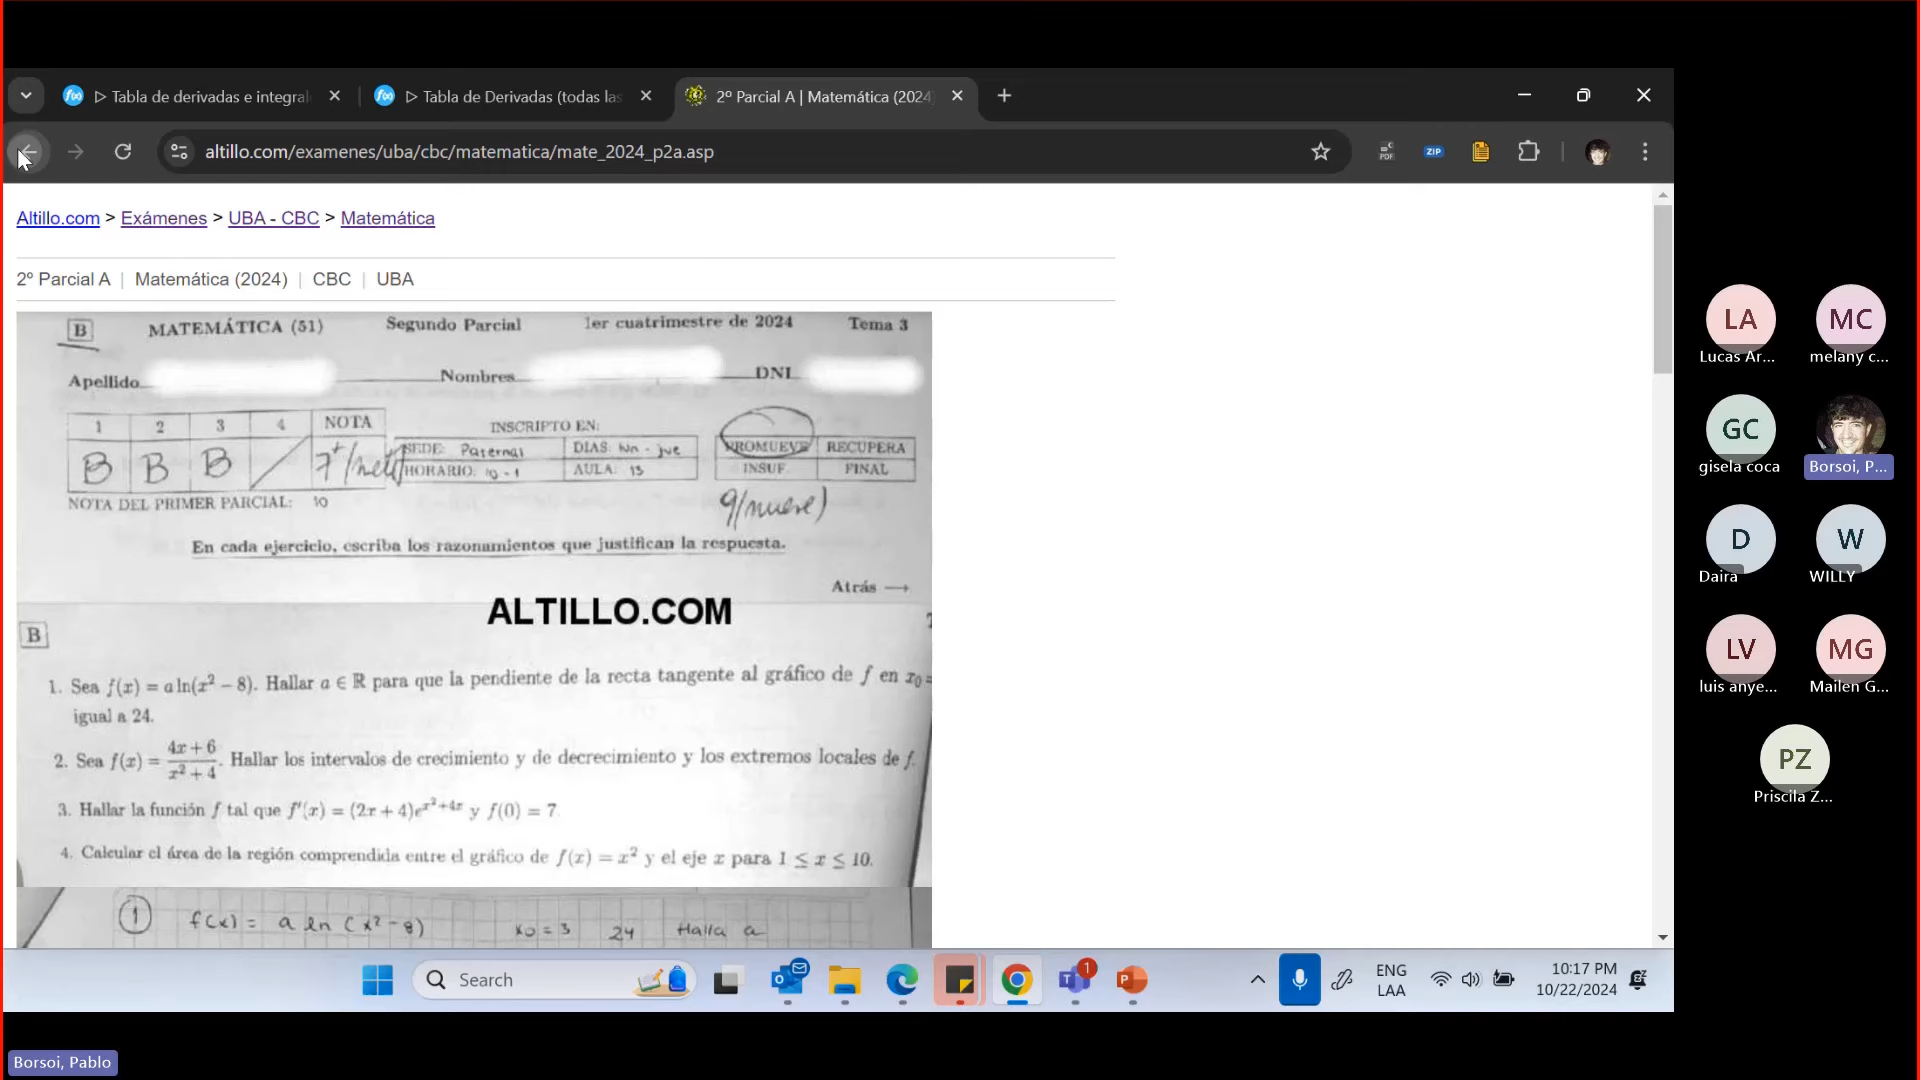 ▷ Tabla de derivadas e integral
▷ Tabla de Derivadas (todas las
2º Parcial A | Matemática (2024
altillo.com/examenes/uba/cbc/matematica/mate_2024_p2a.asp
PDF
ZIP
Altillo.com > Exámenes > UBA - CBC > Matemática
2º Parcial A | Matemática (2024) | CBC | UBA
B MATEMÁTICA (51) Segundo Parcial 1er cuatrimestre de 2024 Tema 3
Apellido Nombres DNI
1 2 3 4 NOTA
B B B 7+/
INSCRIPTO EN:
SEDE: Paternal DIAS: lun - jue
HORARIO: 10 - 1 AULA: 13
PROMUEVE RECUPERA
INSUF. FINAL
NOTA DEL PRIMER PARCIAL: 10
9/nueve)
En cada ejercicio, escriba los razonamientos que justifican la respuesta.
Atrás →
ALTILLO.COM
B
1. Sea f(x) = a ln(x² − 8). Hallar a ∈ ℝ para que la pendiente de la recta tangente al gráfico de f en x₀ =
igual a 24.
2. Sea f(x) = (4x + 6)/(x² + 4). Hallar los intervalos de crecimiento y de decrecimiento y los extremos locales de f.
3. Hallar la función f tal que f'(x) = (2x + 4)e^(x²+4x) y f(0) = 7.
4. Calcular el área de la región comprendida entre el gráfico de f(x) = x² y el eje x para 1 ≤ x ≤ 10.
① f(x) = a ln (x² - 8) x₀ = 3 24 Halla a
LA
Lucas Ar...
MC
melany c...
GC
gisela coca
Borsoi, P...
D
Daira
W
WILLY
LV
luis anye...
MG
Mailen G...
PZ
Priscila Z...
Search
1
ENG
LAA
10:17 PM
10/22/2024
Borsoi, Pablo